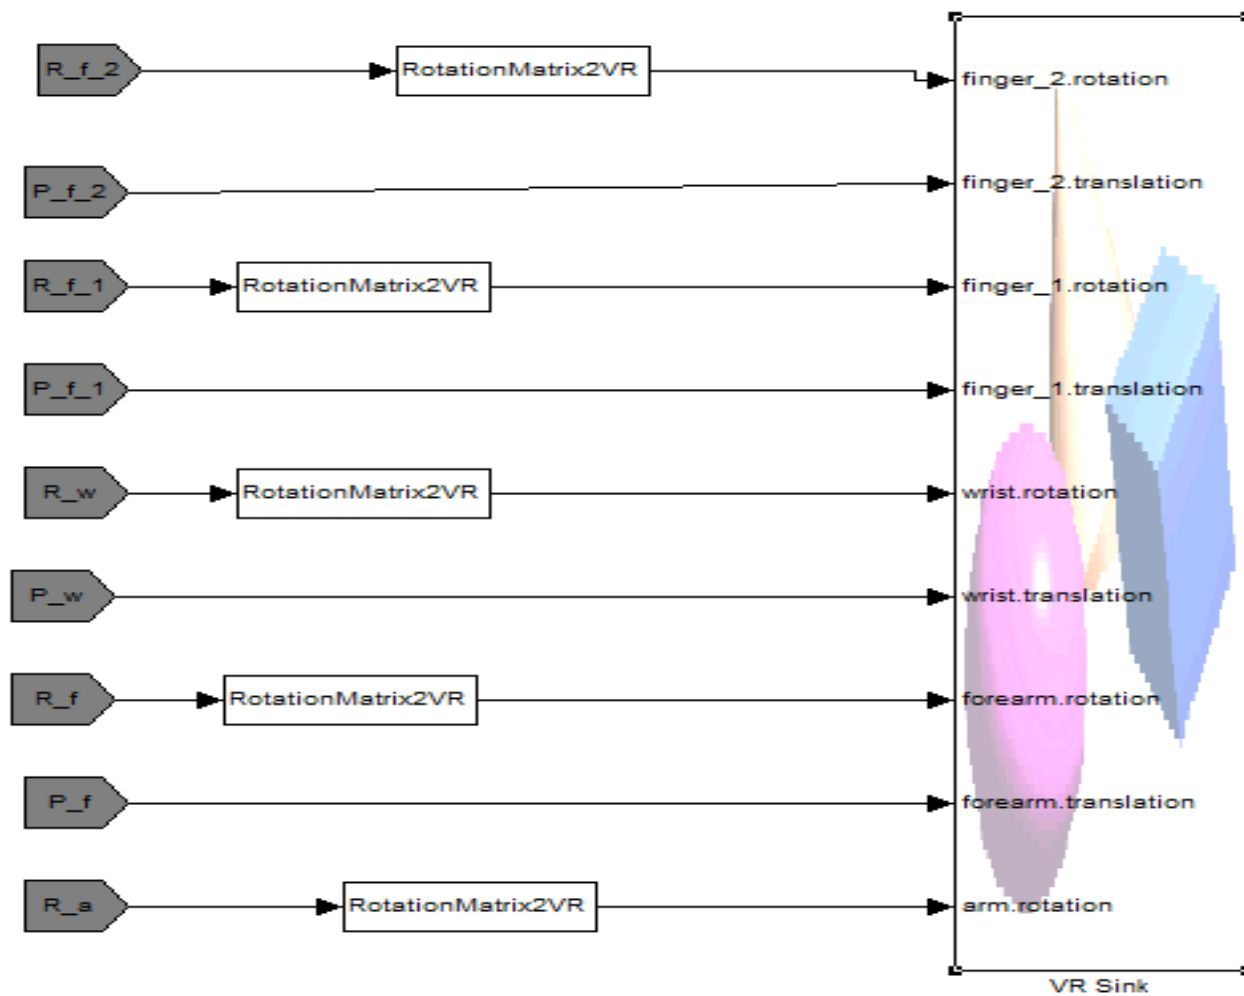 R_f_2 RotationMatrix2VR finger_2.rotation
P_f_2 finger_2.translation
R_f_1 RotationMatrix2VR finger_1.rotation
P_f_1 finger_1.translation
R_w RotationMatrix2VR wrist.rotation
P_w wrist.translation
R_f RotationMatrix2VR forearm.rotation
P_f forearm.translation
R_a RotationMatrix2VR arm.rotation
VR Sink